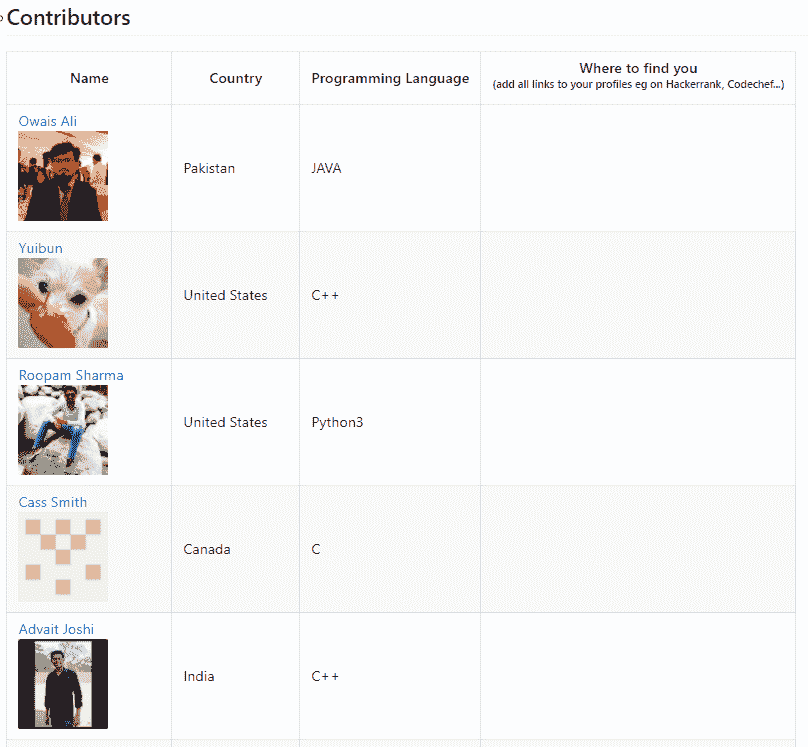 Contributors
Name Country Programming Language Where to find you
(add all links to your profiles eg on Hackerrank, Codechef...)
Owais Ali
Pakistan JAVA
Yuibun
United States C++
Roopam Sharma
United States Python3
Cass Smith
Canada C
Advait Joshi
India C++